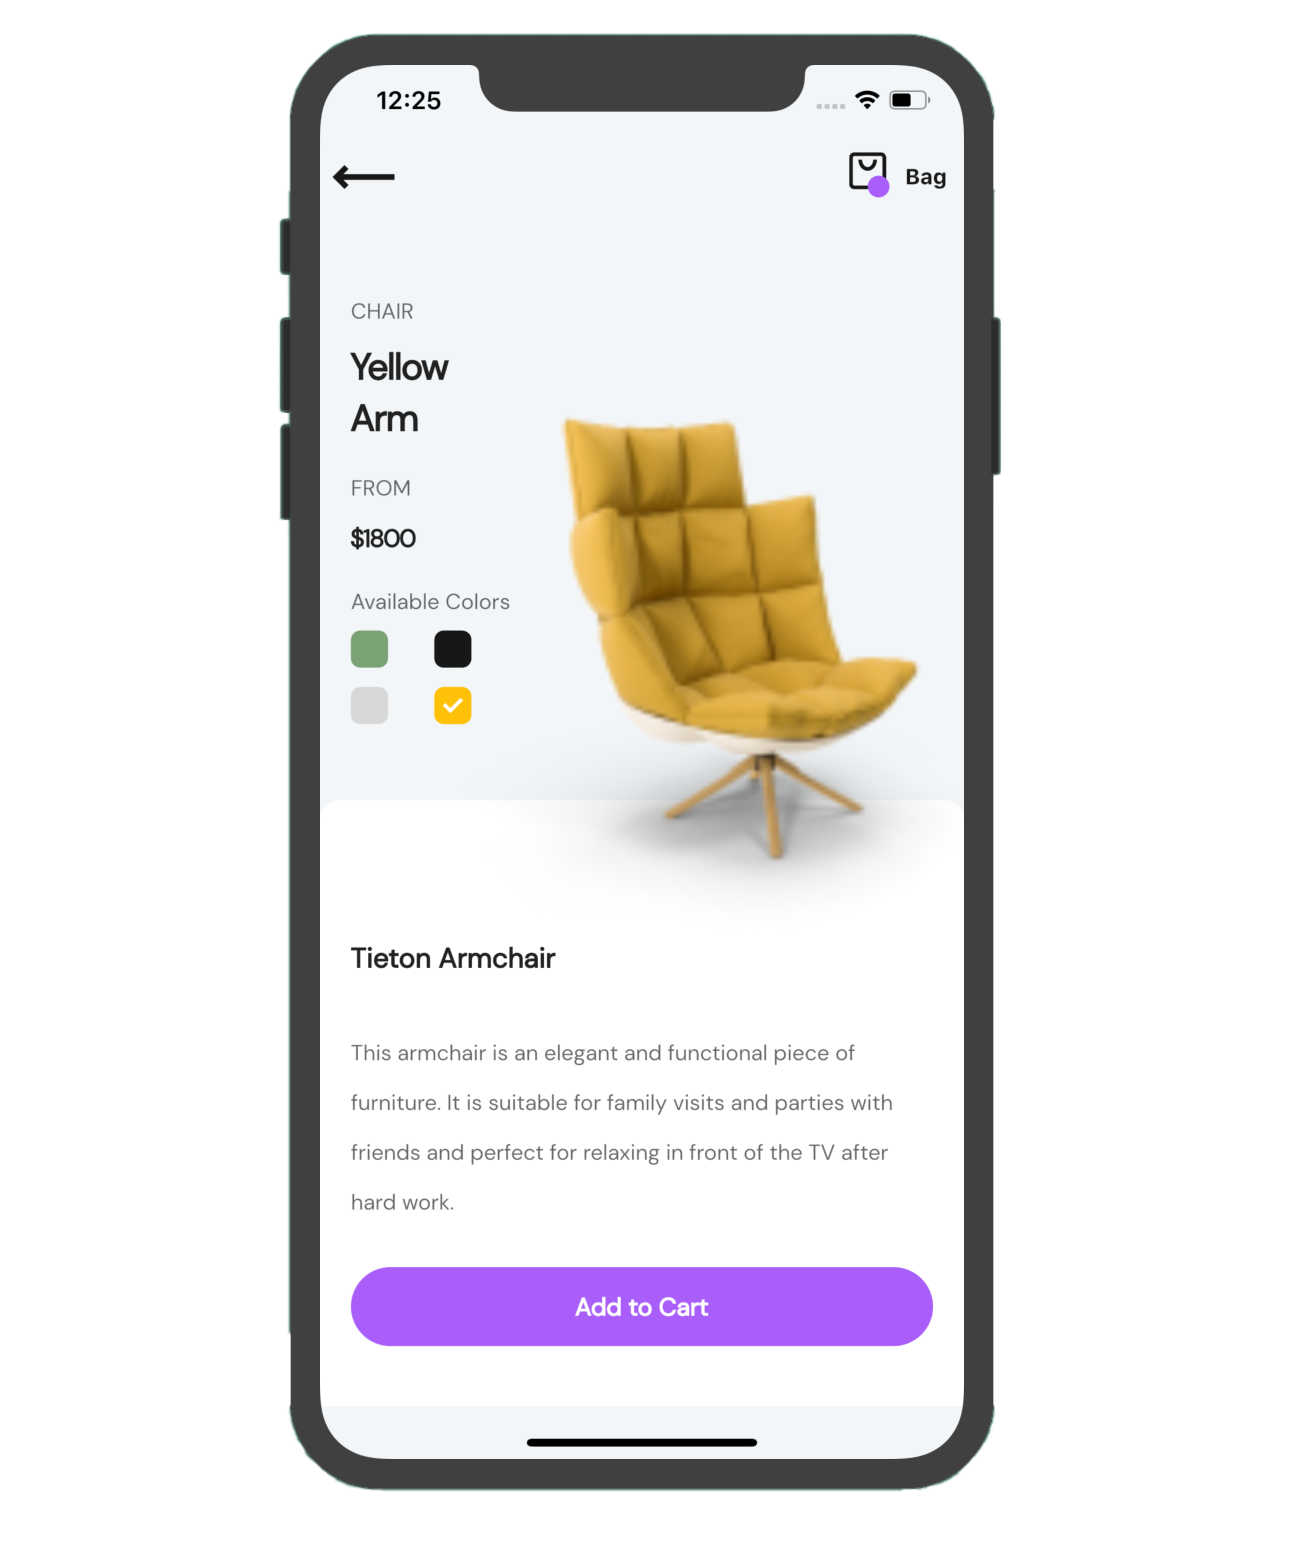 12:25
Bag
CHAIR
Yellow
Arm
FROM
$1800
Available Colors
Tieton Armchair
This armchair is an elegant and functional piece of
furniture. It is suitable for family visits and parties with
friends and perfect for relaxing in front of the TV after
hard work.
Add to Cart